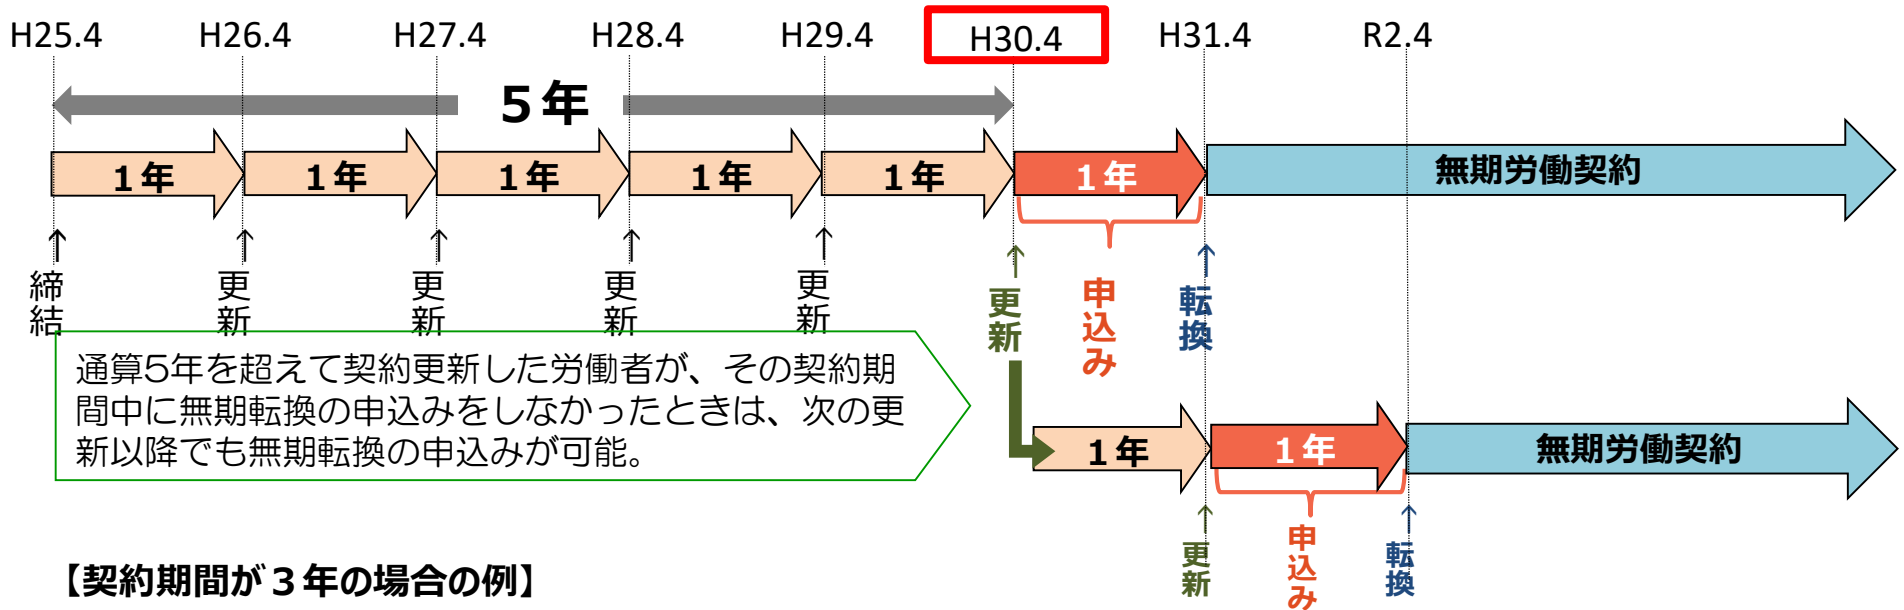 H25.4 H26.4 H27.4 H28.4 H29.4 H30.4 H31.4 R2.4
５年
１年 １年 １年 １年 １年 １年 無期労働契約
↑締結 ↑更新 ↑更新 ↑更新 ↑更新 ↑更新 申込み ↑転換
通算5年を超えて契約更新した労働者が、その契約期
間中に無期転換の申込みをしなかったときは、次の更
新以降でも無期転換の申込みが可能。
１年 １年 無期労働契約
↑更新 申込み ↑転換
【契約期間が３年の場合の例】